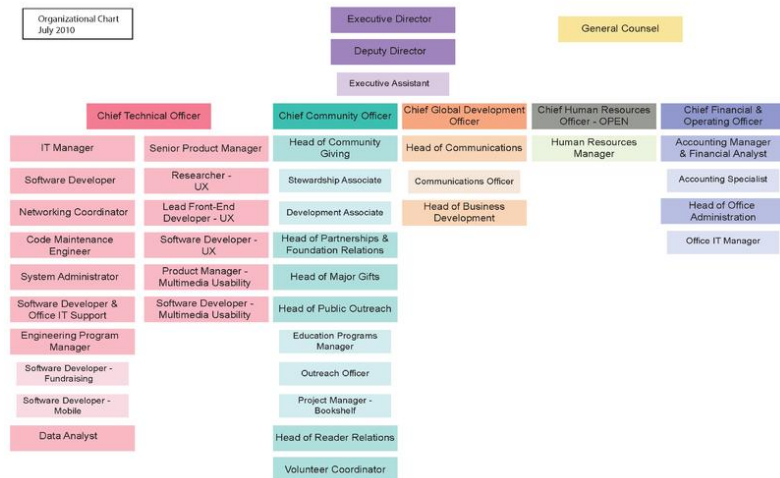 Organizational Chart
July 2010
Executive Director
General Counsel
Deputy Director
Executive Assistant
Chief Technical Officer
Chief Community Officer
Chief Global Development
Officer
Chief Human Resources
Officer - OPEN
Chief Financial &
Operating Officer
IT Manager
Software Developer
Networking Coordinator
Code Maintenance
Engineer
System Administrator
Software Developer &
Office IT Support
Engineering Program
Manager
Software Developer -
Fundraising
Software Developer -
Mobile
Data Analyst
Senior Product Manager
Researcher -
UX
Lead Front-End
Developer - UX
Software Developer -
UX
Product Manager -
Multimedia Usability
Software Developer -
Multimedia Usability
Head of Community
Giving
Stewardship Associate
Development Associate
Head of Partnerships &
Foundation Relations
Head of Major Gifts
Head of Public Outreach
Education Programs
Manager
Outreach Officer
Project Manager -
Bookshelf
Head of Reader Relations
Volunteer Coordinator
Head of Communications
Communications Officer
Head of Business
Development
Human Resources
Manager
Accounting Manager
& Financial Analyst
Accounting Specialist
Head of Office
Administration
Office IT Manager